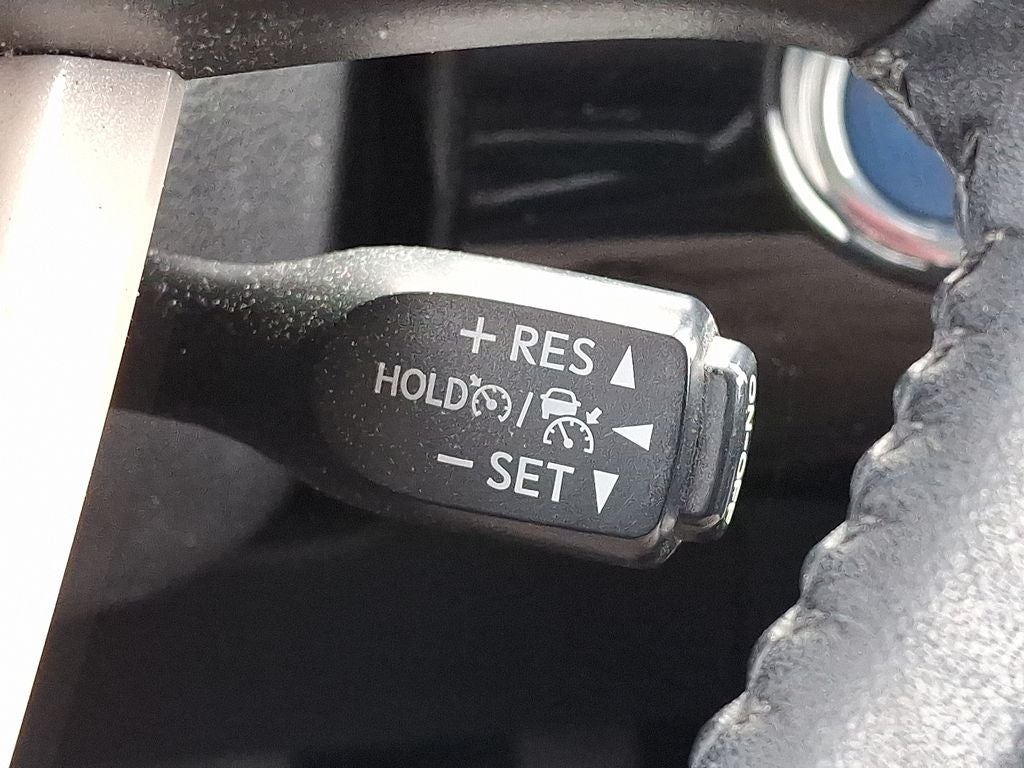 + RES
HOLD /
- SET
ON-OFF